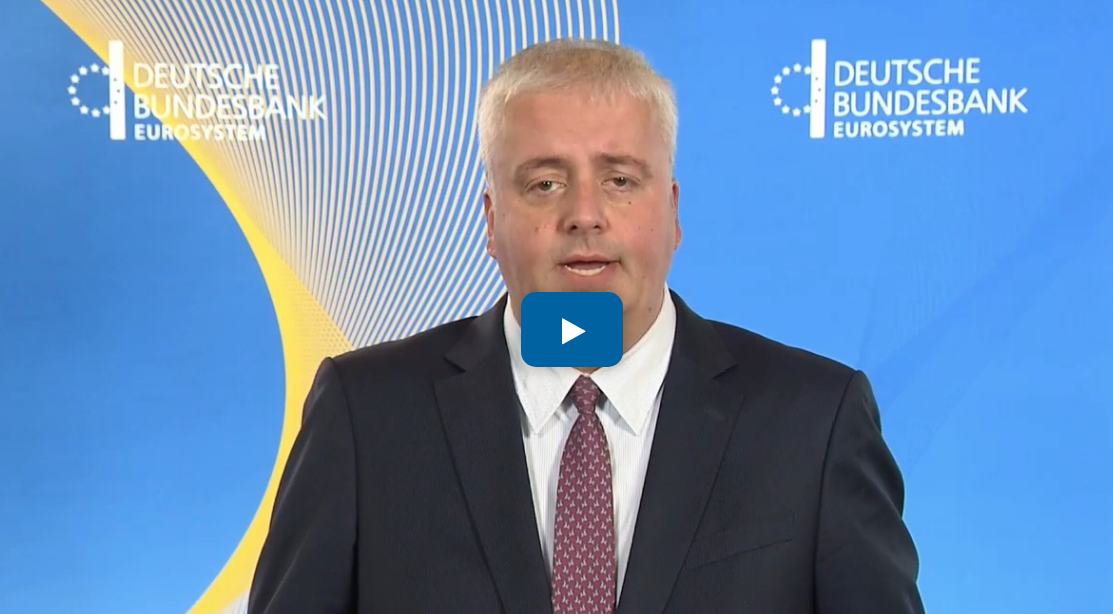 DEUTSCHE
BUNDESBANK
EUROSYSTEM
DEUTSCHE
BUNDESBANK
EUROSYSTEM